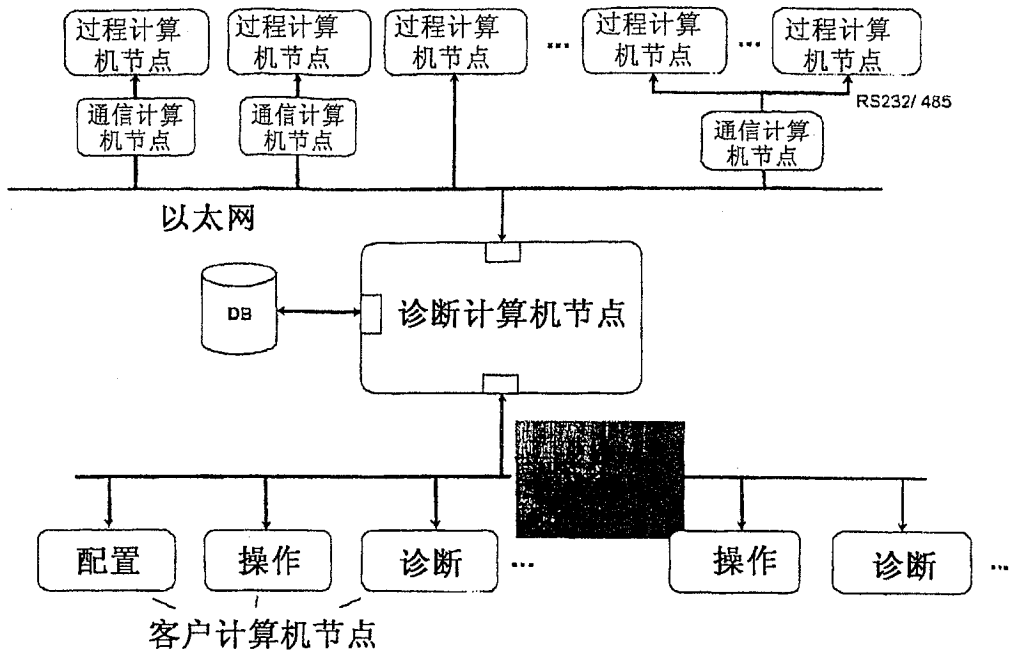 过程计算
机节点
过程计算
机节点
过程计算
机节点
...
过程计算
机节点
...
过程计算
机节点
通信计算
机节点
通信计算
机节点
RS232/ 485
通信计算
机节点
以太网
DB
诊断计算机节点
配置
操作
诊断
...
操作
诊断
...
客户计算机节点